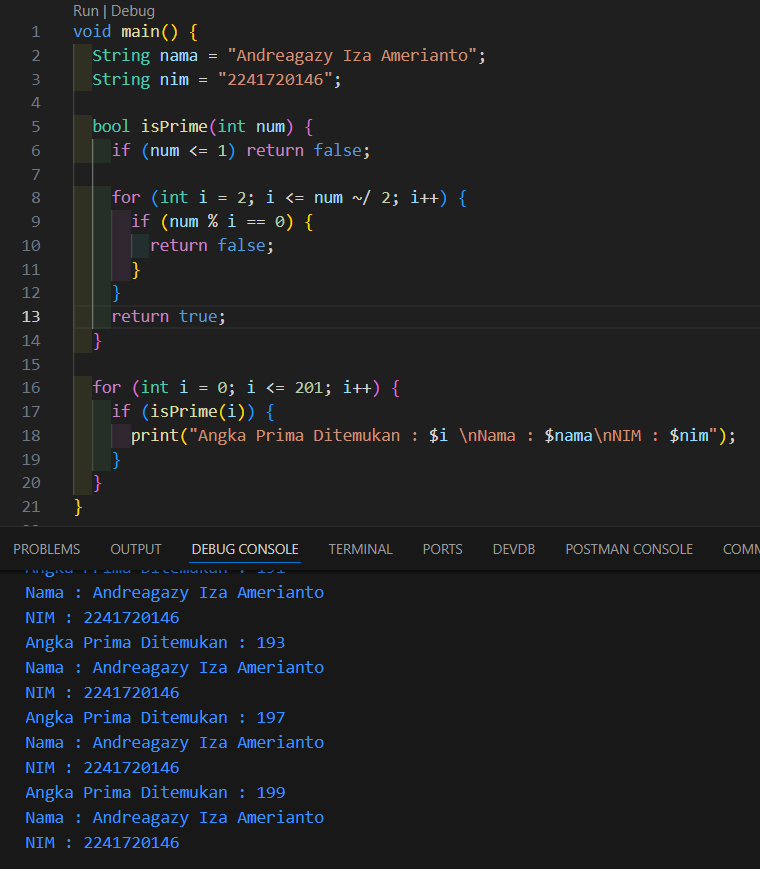 Run | Debug
1 void main() {
2 String nama = "Andreagazy Iza Amerianto";
3 String nim = "2241720146";
4
5 bool isPrime(int num) {
6 if (num <= 1) return false;
7
8 for (int i = 2; i <= num ~/ 2; i++) {
9 if (num % i == 0) {
10 return false;
11 }
12 }
13 return true;
14 }
15
16 for (int i = 0; i <= 201; i++) {
17 if (isPrime(i)) {
18 print("Angka Prima Ditemukan : $i \nNama : $nama\nNIM : $nim");
19 }
20 }
21 }
PROBLEMS OUTPUT DEBUG CONSOLE TERMINAL PORTS DEVDB POSTMAN CONSOLE COMM
Angka Prima Ditemukan : 191
Nama : Andreagazy Iza Amerianto
NIM : 2241720146
Angka Prima Ditemukan : 193
Nama : Andreagazy Iza Amerianto
NIM : 2241720146
Angka Prima Ditemukan : 197
Nama : Andreagazy Iza Amerianto
NIM : 2241720146
Angka Prima Ditemukan : 199
Nama : Andreagazy Iza Amerianto
NIM : 2241720146